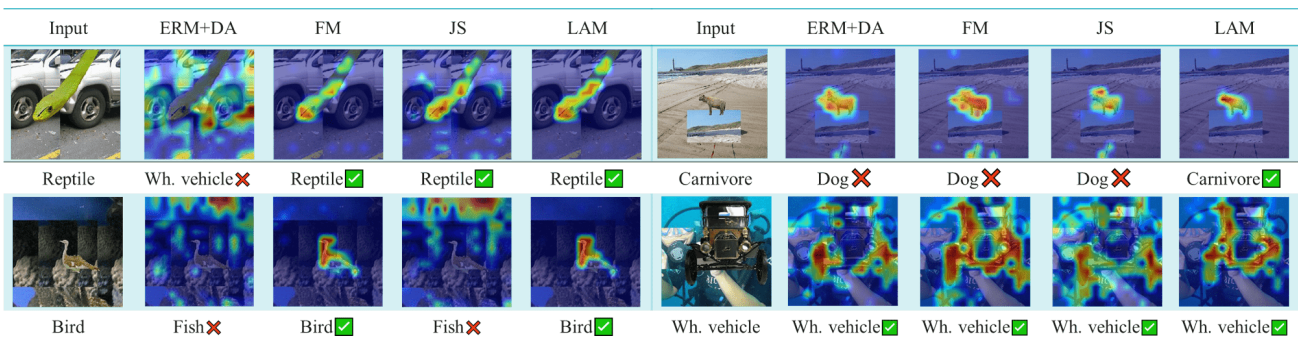 Input ERM+DA FM JS LAM Input ERM+DA FM JS LAM
Reptile Wh. vehicle Reptile Reptile Reptile Carnivore Dog Dog Dog Carnivore
Bird Fish Bird Fish Bird Wh. vehicle Wh. vehicle Wh. vehicle Wh. vehicle Wh. vehicle